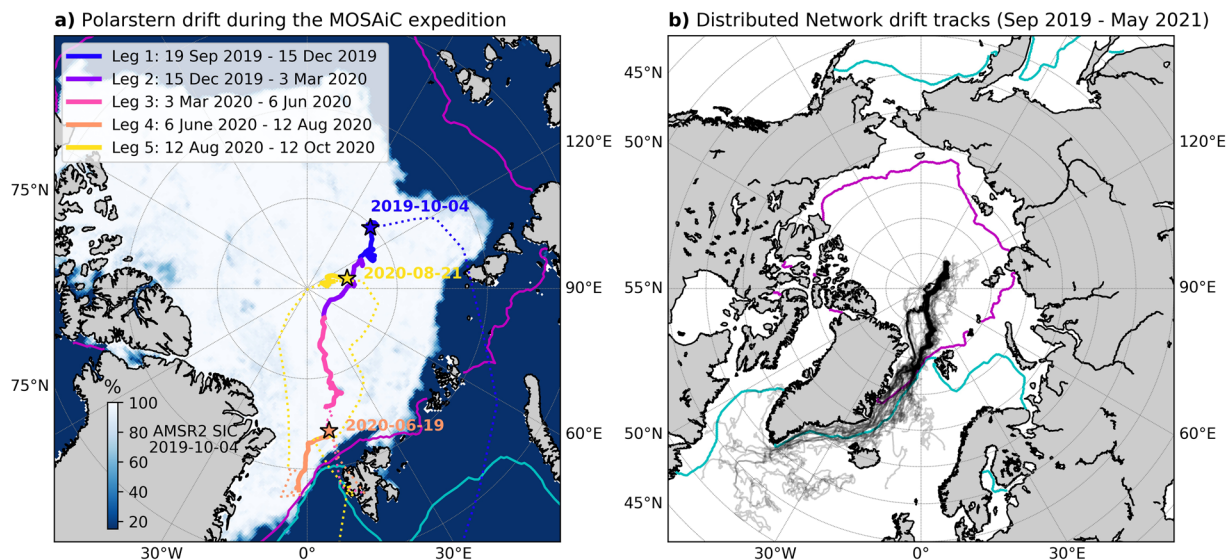 a) Polarstern drift during the MOSAiC expedition
Leg 1: 19 Sep 2019 - 15 Dec 2019
Leg 2: 15 Dec 2019 - 3 Mar 2020
Leg 3: 3 Mar 2020 - 6 Jun 2020
Leg 4: 6 June 2020 - 12 Aug 2020
Leg 5: 12 Aug 2020 - 12 Oct 2020
120°E
75°N
2019-10-04
2020-08-21
90°E
75°N
%
100
80
60
40
20
AMSR2 SIC
2019-10-04
2020-06-19
60°E
30°W
0°
30°E
b) Distributed Network drift tracks (Sep 2019 - May 2021)
45°N
50°N
120°E
55°N
90°E
50°N
60°E
45°N
30°W
0°
30°E